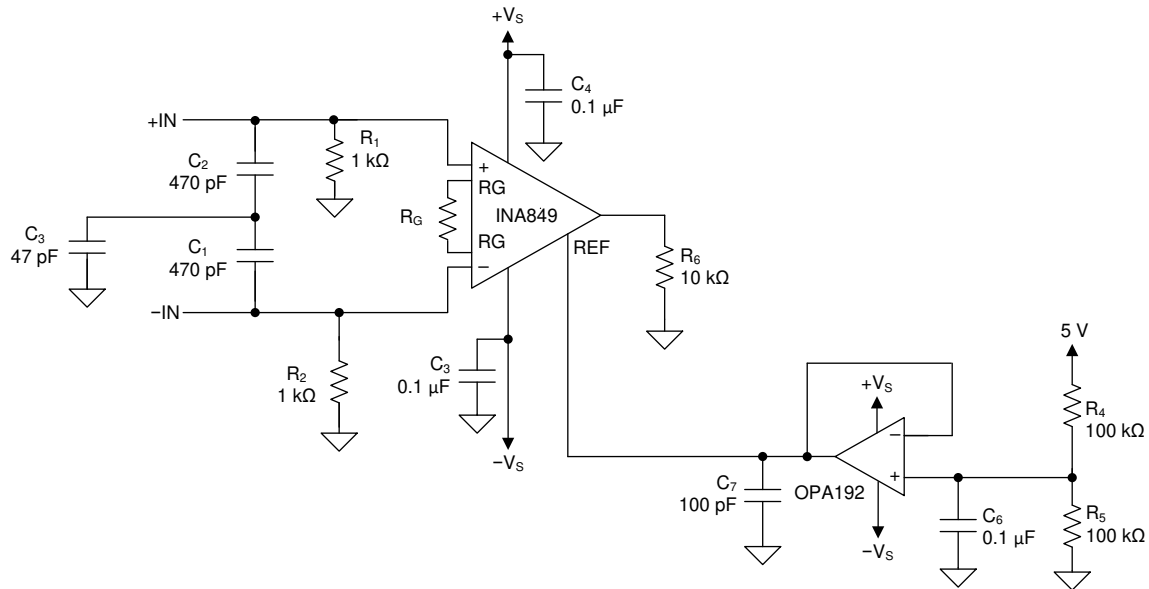 +VS
C4
0.1 µF
+IN
R1
1 kΩ
C2
470 pF
+
RG
RG
INA849
RG
−
REF
C3
47 pF
C1
470 pF
R6
10 kΩ
−IN
R2
1 kΩ
C3
0.1 µF
−VS
5 V
+VS
R4
100 kΩ
−
+
OPA192
C7
100 pF
C6
0.1 µF
R5
100 kΩ
−VS